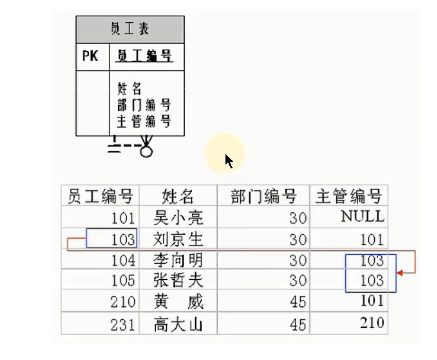 员工表
PK 员工编号
姓名
部门编号
主管编号
员工编号 姓名 部门编号 主管编号
101 吴小亮 30 NULL
103 刘京生 30 101
104 李向明 30 103
105 张哲夫 30 103
210 黄 威 45 101
231 高大山 45 210